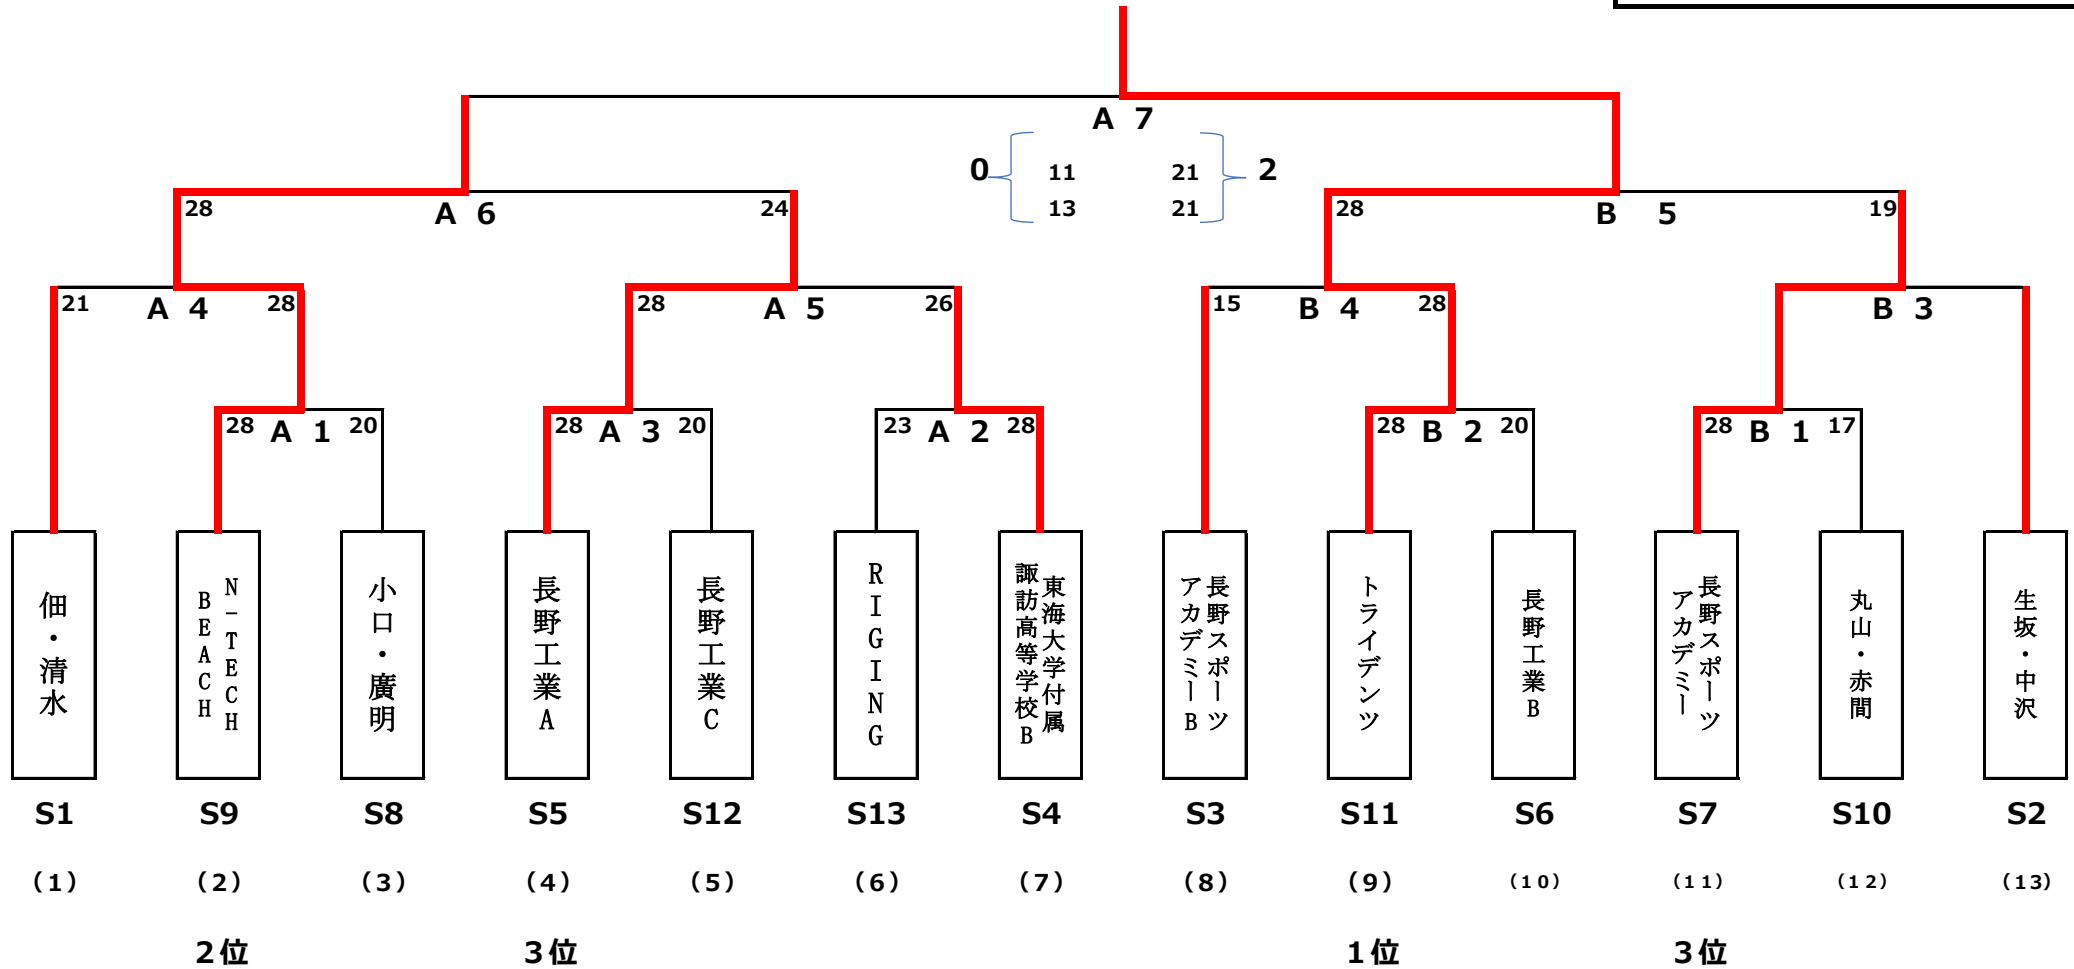 A 7
0 11 21 2
13 21
28 A 6 24
28 B 5 19
21 A 4 28
28 A 5 26
15 B 4 28
B 3
28 A 1 20
28 A 3 20
23 A 2 28
28 B 2 20
28 B 1 17
佃・清水
N－TECH
BEACH
小口・廣明
長野工業A
長野工業C
RIGING
東海大学付属
諏訪高等学校B
長野スポーツ
アカデミーB
トライデンツ
長野工業B
長野スポーツ
アカデミー
丸山・赤間
生坂・中沢
S1 S9 S8 S5 S12 S13 S4 S3 S11 S6 S7 S10 S2
（1） （2） （3） （4） （5） （6） （7） （8） （9） （10） （11） （12） （13）
2位 3位 1位 3位